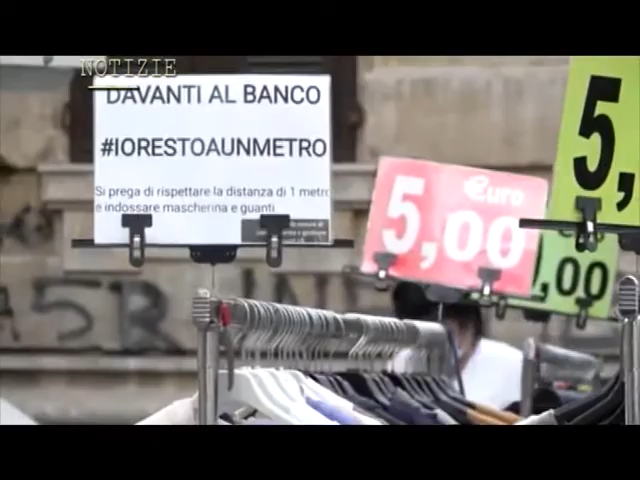 NOTIZIE
DAVANTI AL BANCO
#IORESTOAUNMETRO
Si prega di rispettare la distanza di 1 metro
e indossare mascherina e guanti
€uro
5,00
5,
,00